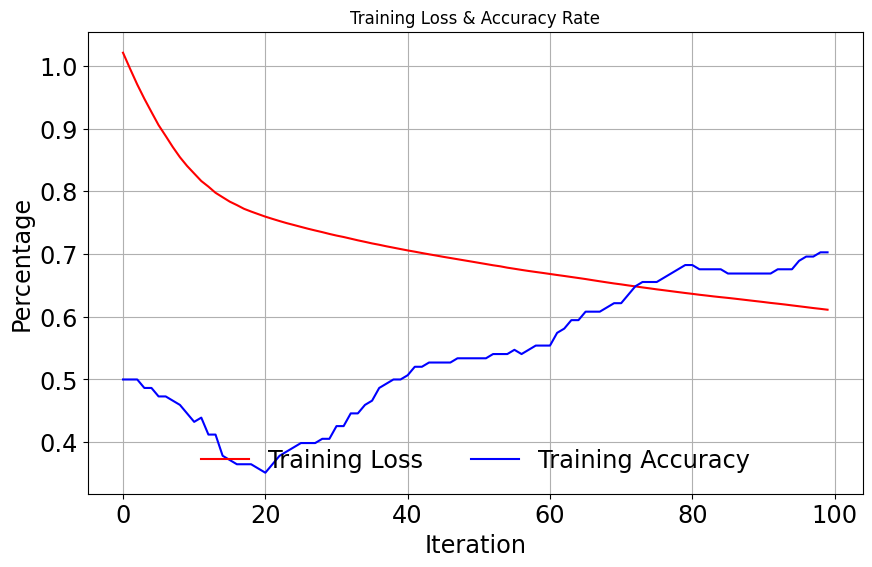 Training Loss & Accuracy Rate
1.0
0.9
0.8
0.7
0.6
0.5
0.4
Percentage
Training Loss
Training Accuracy
0 20 40 60 80 100
Iteration